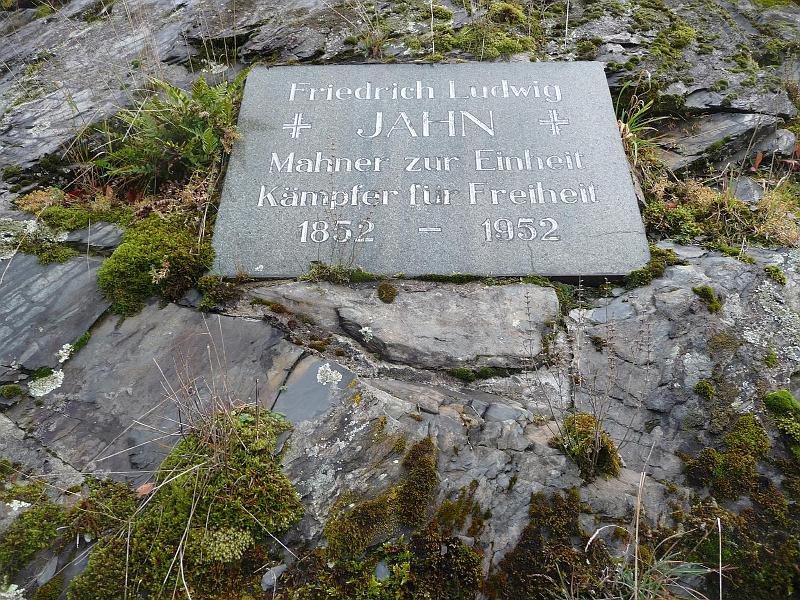 Friedrich Ludwig
JAHN
Mahner zur Einheit
Kämpfer für Freiheit
1852 – 1952